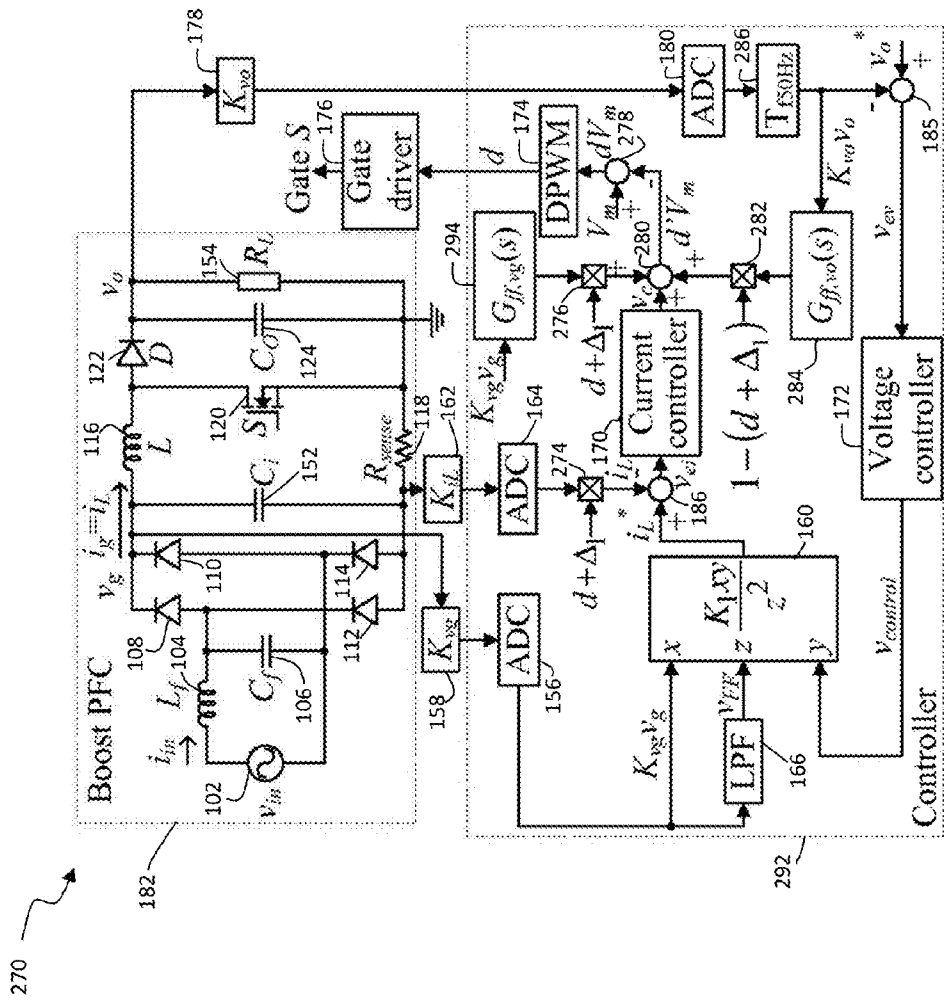 270
182
Boost PFC
i_in
v_in
102
L_f
104
C_f
106
108
110
112
114
v_g
i_g≡i_L
C_i
152
L
116
R_sense
118
S
120
122
D
C_o
124
v_o
154
R_L
K_vo
178
Gate S
176
Gate driver
d
K_vg
158
K_iL
162
ADC
156
ADC
164
274
d+Δ_1
i_L
i_L*
186
v_ei
170
Current controller
v_c
K_vg v_g
G_ff,vg(s)
294
276
d+Δ_1
280
d'V_m
V_m
278
dV_m
DPWM
174
282
1−(d+Δ_1)
G_ff,vo(s)
284
K_vo v_o
ADC
180
286
T_f50Hz
v_o*
185
v_ev
Voltage controller
172
v_control
K_vg v_g
LPF
166
v_FF
x
z
y
K_1xy
z^2
160
292
Controller
+
-
+
-
+
+
+
+
-